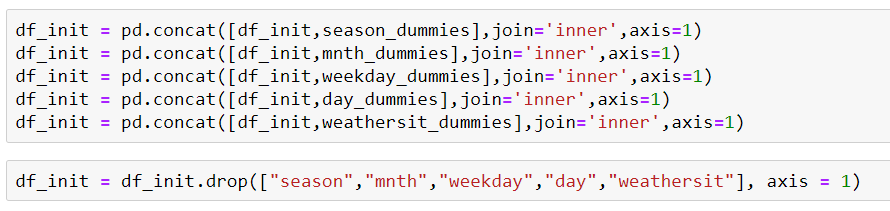 df_init = pd.concat([df_init,season_dummies],join='inner',axis=1)
df_init = pd.concat([df_init,mnth_dummies],join='inner',axis=1)
df_init = pd.concat([df_init,weekday_dummies],join='inner',axis=1)
df_init = pd.concat([df_init,day_dummies],join='inner',axis=1)
df_init = pd.concat([df_init,weathersit_dummies],join='inner',axis=1)
df_init = df_init.drop(["season","mnth","weekday","day","weathersit"], axis = 1)